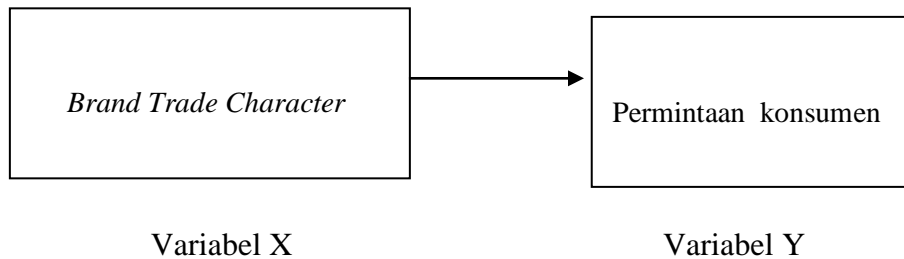 Brand Trade Character
Permintaan konsumen
Variabel X
Variabel Y